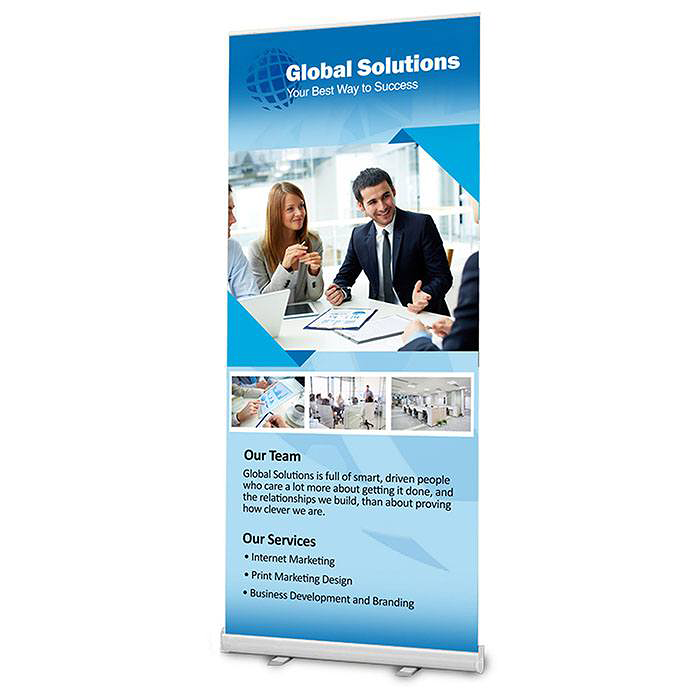 Global Solutions
Your Best Way to Success
Our Team
Global Solutions is full of smart, driven people
who care a lot more about getting it done, and
the relationships we build, than about proving
how clever we are.
Our Services
• Internet Marketing
• Print Marketing Design
• Business Development and Branding